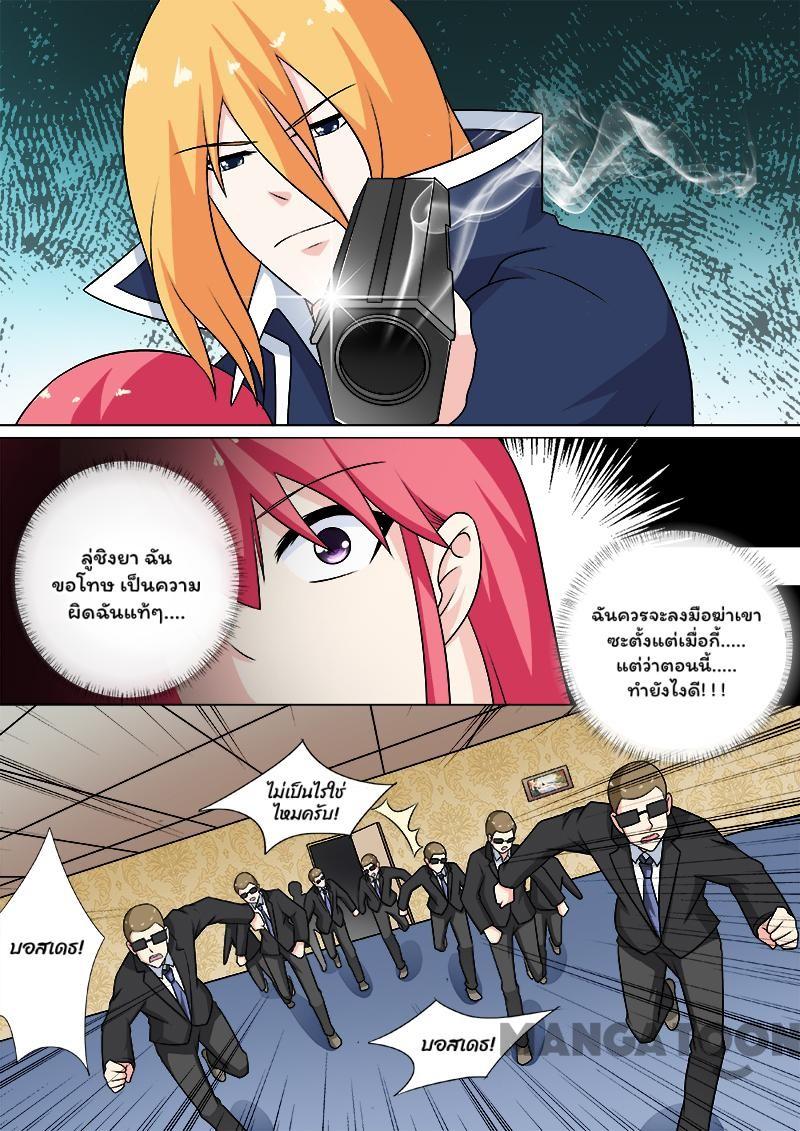 ลู่ชิงยา ฉัน
ขอโทษ เป็นความ
ผิดฉันแท้ๆ....
ฉันควรจะลงมือฆ่าเขา
ซะตั้งแต่เมื่อกี้.....
แต่ว่าตอนนี้.....
ทำยังไงดี!!!
ไม่เป็นไรใช่
ไหมครับ!
บอสเดธ!
บอสเดธ!
MANGATOON